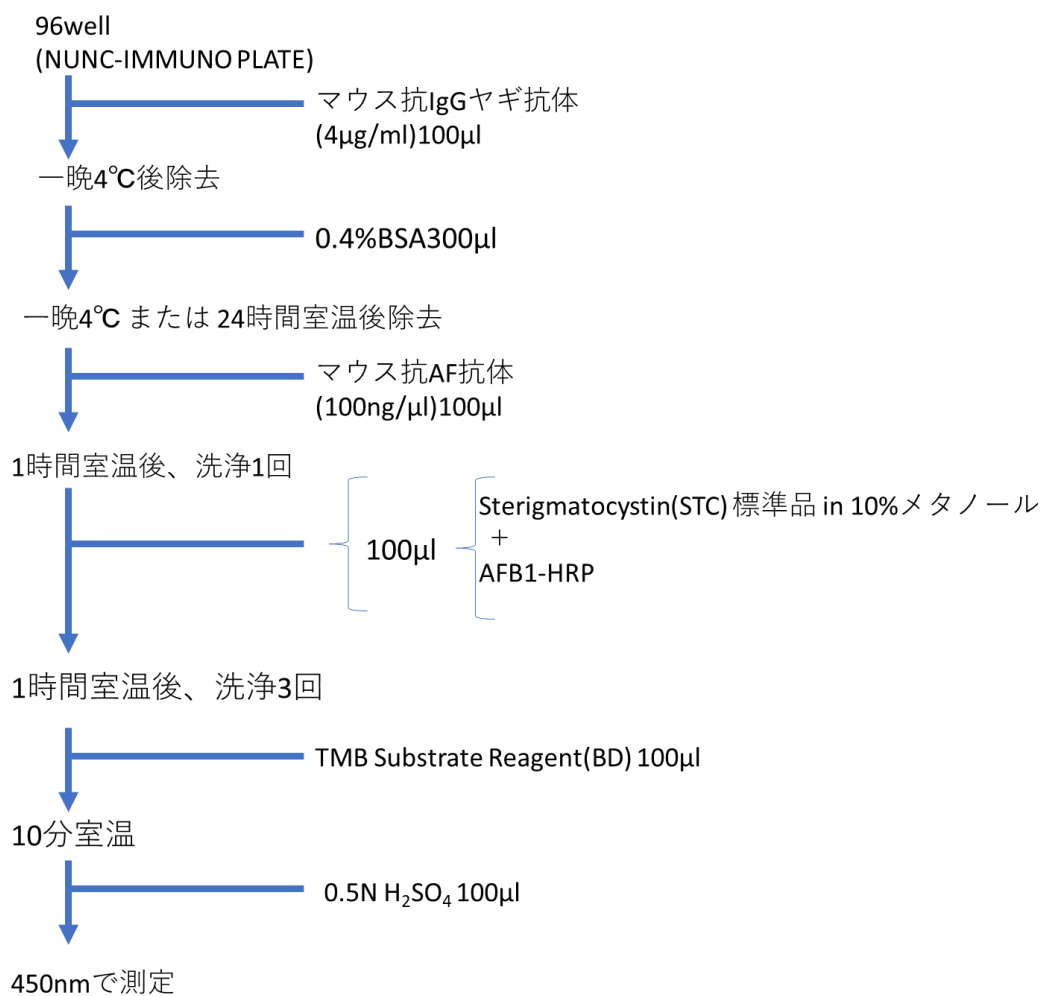 96well
(NUNC-IMMUNO PLATE)
マウス抗IgGヤギ抗体
(4μg/ml)100μl
一晩4℃後除去
0.4%BSA300μl
一晩4℃ または 24時間室温後除去
マウス抗AF抗体
(100ng/μl)100μl
1時間室温後、洗浄1回
100μl
Sterigmatocystin(STC) 標準品 in 10%メタノール
+
AFB1-HRP
1時間室温後、洗浄3回
TMB Substrate Reagent(BD) 100μl
10分室温
0.5N H₂SO₄ 100μl
450nmで測定